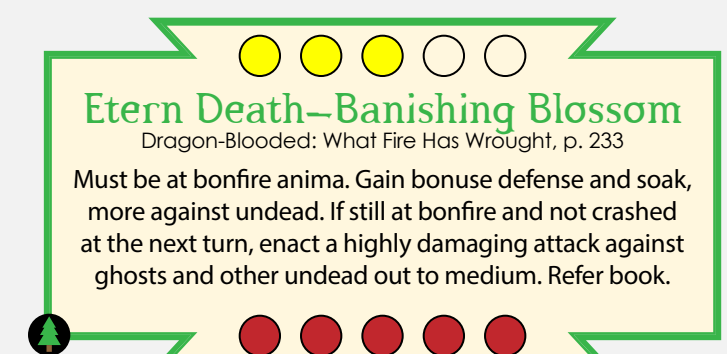 Etern Death—Banishing Blossom
Dragon-Blooded: What Fire Has Wrought, p. 233
Must be at bonfire anima. Gain bonuse defense and soak,
more against undead. If still at bonfire and not crashed
at the next turn, enact a highly damaging attack against
ghosts and other undead out to medium. Refer book.